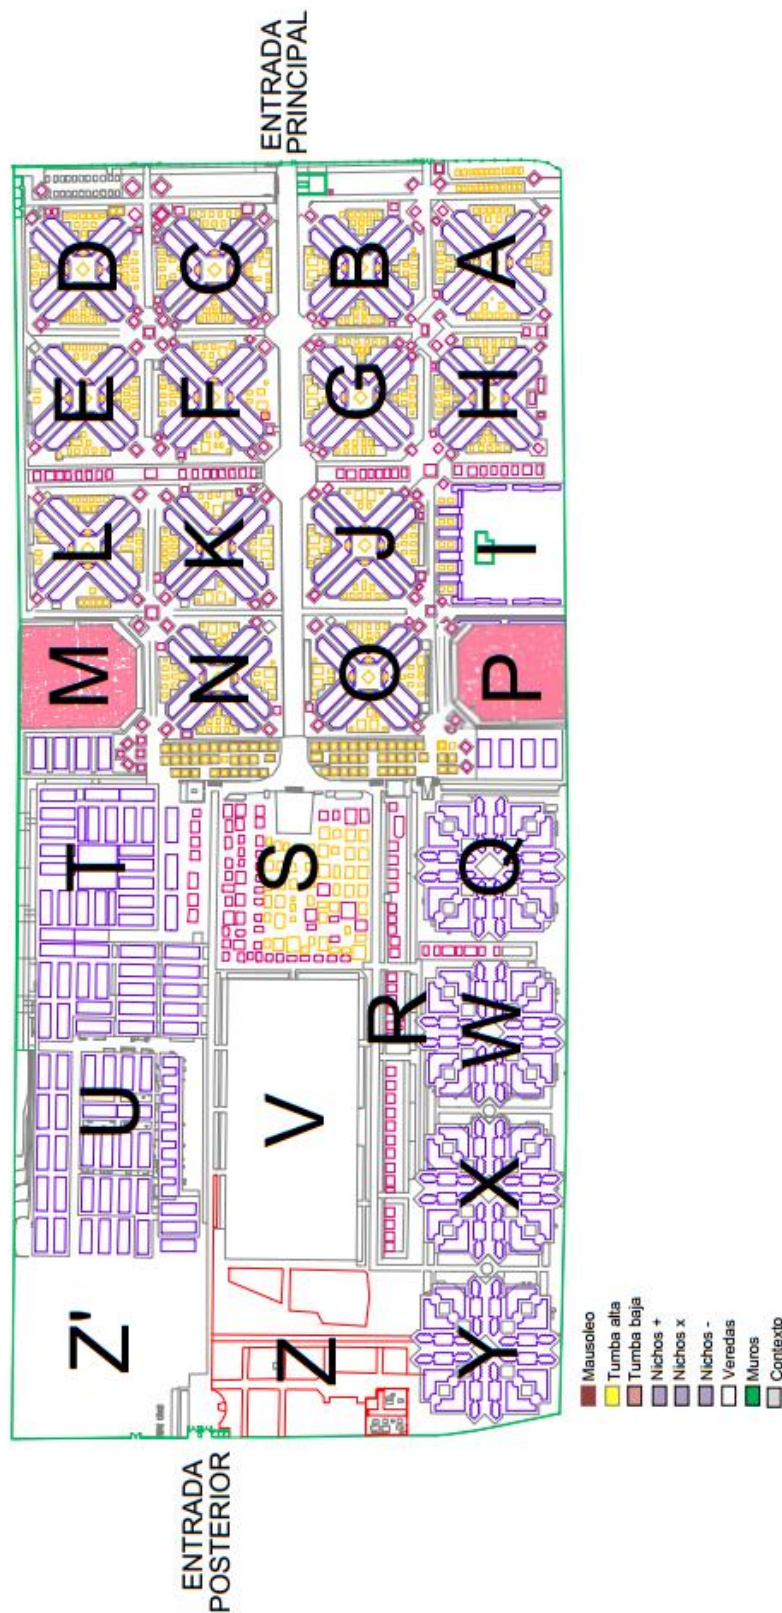 ENTRADA
PRINCIPAL
D
C
B
A
E
F
G
H
L
K
J
I
M
N
O
P
T
S
Q
R
W
U
V
X
Z'
Z
Y
ENTRADA
POSTERIOR
Mausoleo
Tumba alta
Tumba baja
Nichos +
Nichos x
Nichos -
Veredas
Muros
Contexto